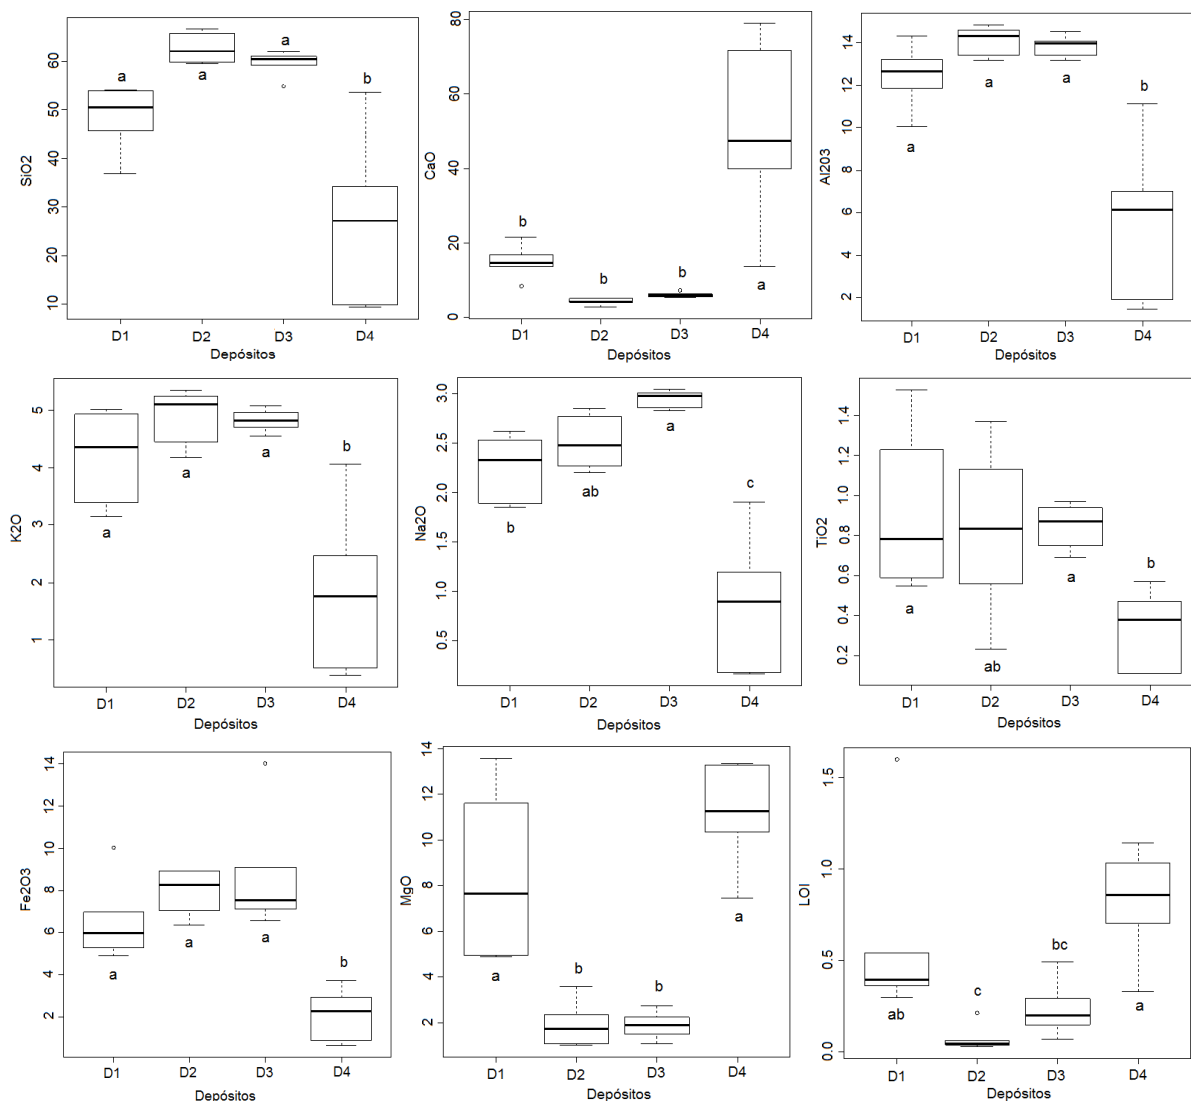 SiO2
60
50
40
30
20
10
a
a
a
b
D1 D2 D3 D4
Depósitos
CaO
80
60
40
20
0
b
b
b
a
D1 D2 D3 D4
Depósitos
Al203
14
12
10
8
6
4
2
a
a
a
b
D1 D2 D3 D4
Depósitos
K2O
5
4
3
2
1
a
a
a
b
D1 D2 D3 D4
Depósitos
Na2O
3.0
2.5
2.0
1.5
1.0
0.5
b
ab
a
c
D1 D2 D3 D4
Depósitos
TiO2
1.4
1.2
1.0
0.8
0.6
0.4
0.2
a
ab
a
b
D1 D2 D3 D4
Depósitos
Fe2O3
14
12
10
8
6
4
2
a
a
a
b
D1 D2 D3 D4
Depósitos
MgO
14
12
10
8
6
4
2
a
b
b
a
D1 D2 D3 D4
Depósitos
LOI
1.5
1.0
0.5
0.0
ab
c
bc
a
D1 D2 D3 D4
Depósitos